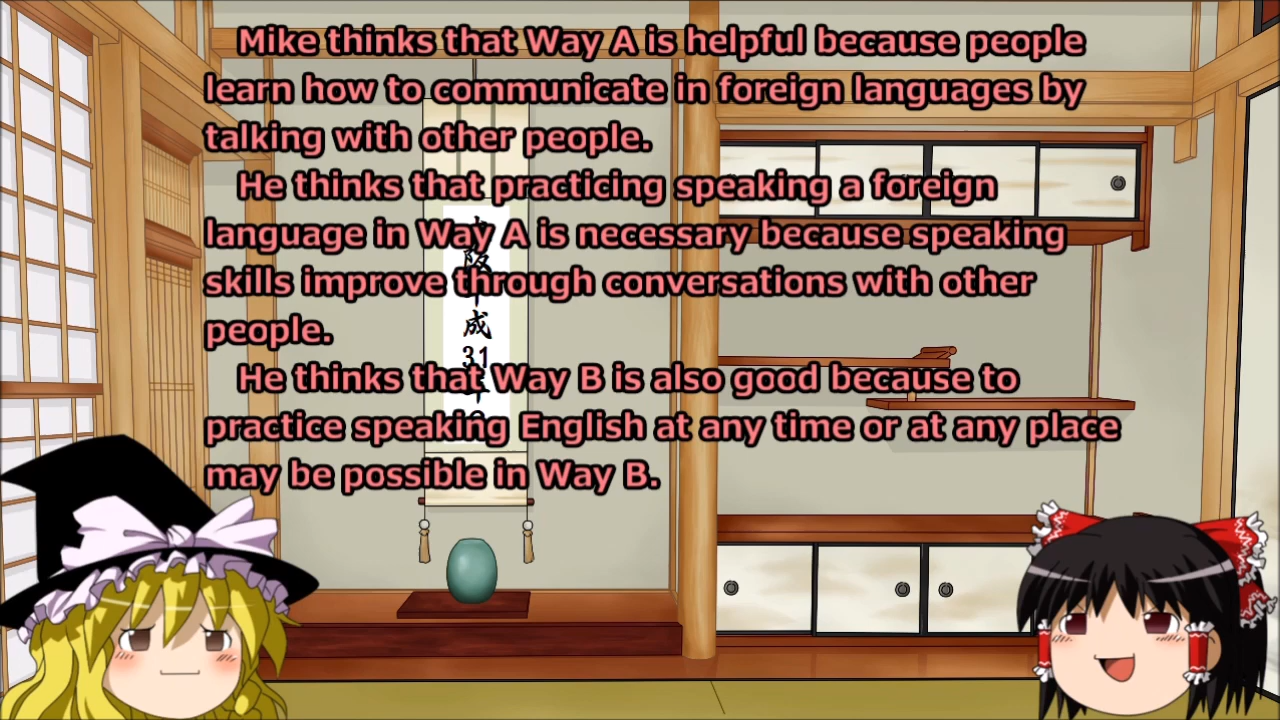 Mike thinks that Way A is helpful because people
learn how to communicate in foreign languages by
talking with other people.
He thinks that practicing speaking a foreign
language in Way A is necessary because speaking
skills improve through conversations with other
people.
He thinks that Way B is also good because to
practice speaking English at any time or at any place
may be possible in Way B.
阪
成
31